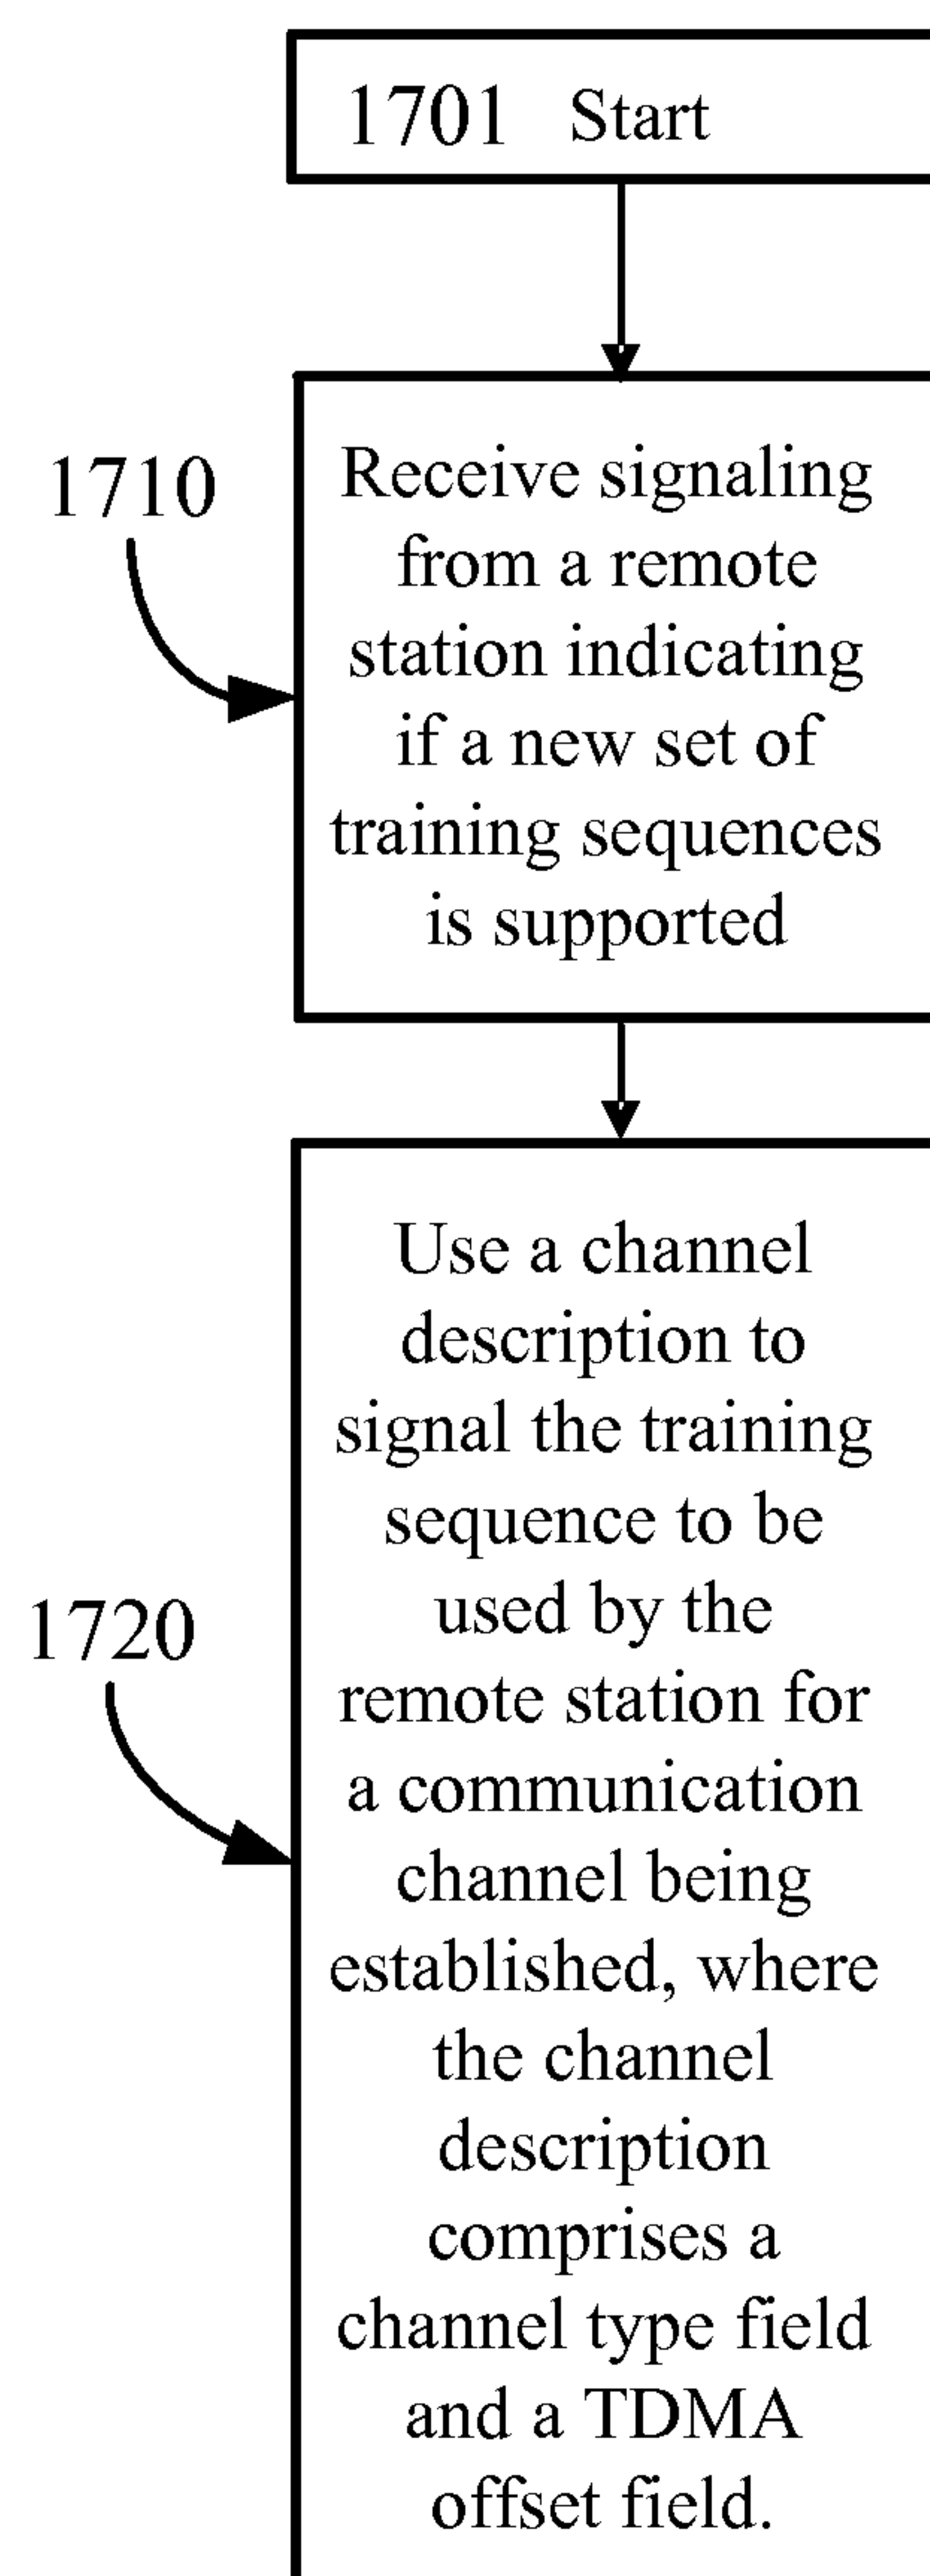 1701 Start
1710
Receive signaling
from a remote
station indicating
if a new set of
training sequences
is supported
1720
Use a channel
description to
signal the training
sequence to be
used by the
remote station for
a communication
channel being
established, where
the channel
description
comprises a
channel type field
and a TDMA
offset field.